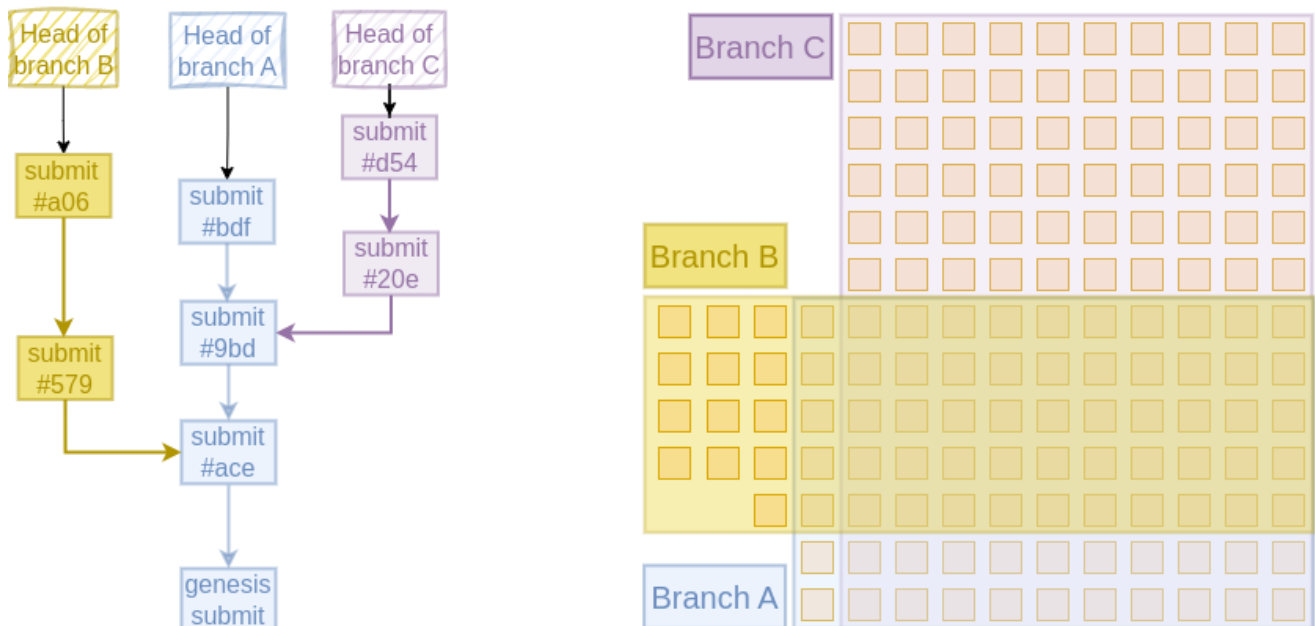 Head of
branch B
Head of
branch A
Head of
branch C
submit
#d54
submit
#a06
submit
#bdf
submit
#20e
submit
#9bd
submit
#579
submit
#ace
genesis
submit
Branch C
Branch B
Branch A